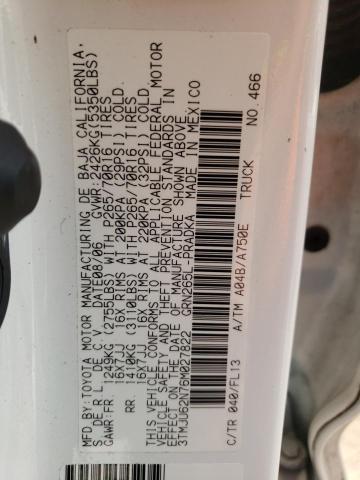 MFD.BY:TOYOTA MOTOR MANUFACTURING DE BAJA CALIFORNIA,
S DE R.L DE C.V. 08/06 GVWR:2426KG(5350LBS)
GAWR:FR. 1249KG (2755LBS)WITH P265/70R16 TIRES
16X7JJ 16X RIMS AT 200KPA (29PSI) COLD.
RR. 1410KG (3110LBS)WITH P265/70R16 TIRES
16X7JJ 16X RIMS AT 220KPA (32PSI) COLD
THIS VEHICLE CONFORMS TO ALL APPLICABLE FEDERAL MOTOR
VEHICLE SAFETY BUMPER,AND THEFT PREVENTION STANDARDS IN
EFFECT ON THE DATE OF MANUFACTURE SHOWN ABOVE.
3TMJU62N76M027822 GRN265L-PRADKA MADE IN MEXICO
TRUCK
C/TR 040/FL13 A/TM A04B/A750E NO. 466